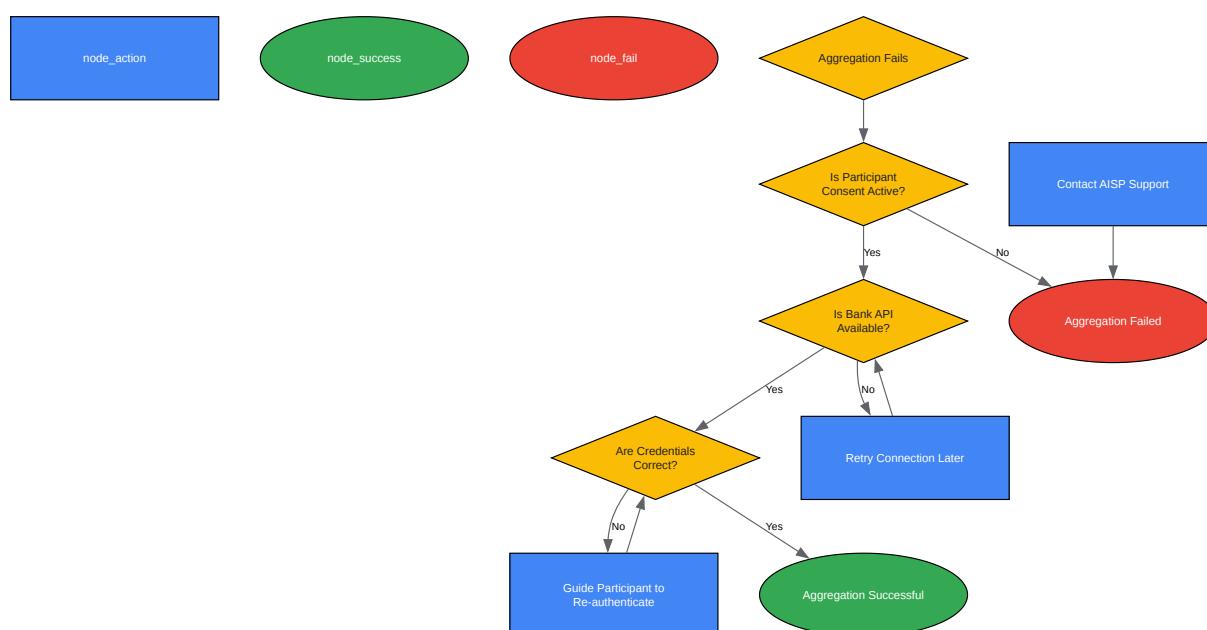 node_action
node_success
node_fail
Aggregation Fails
Is Participant
Consent Active?
Contact AISP Support
Yes
No
Is Bank API
Available?
Aggregation Failed
Yes
No
Are Credentials
Correct?
Retry Connection Later
No
Yes
Guide Participant to
Re-authenticate
Aggregation Successful